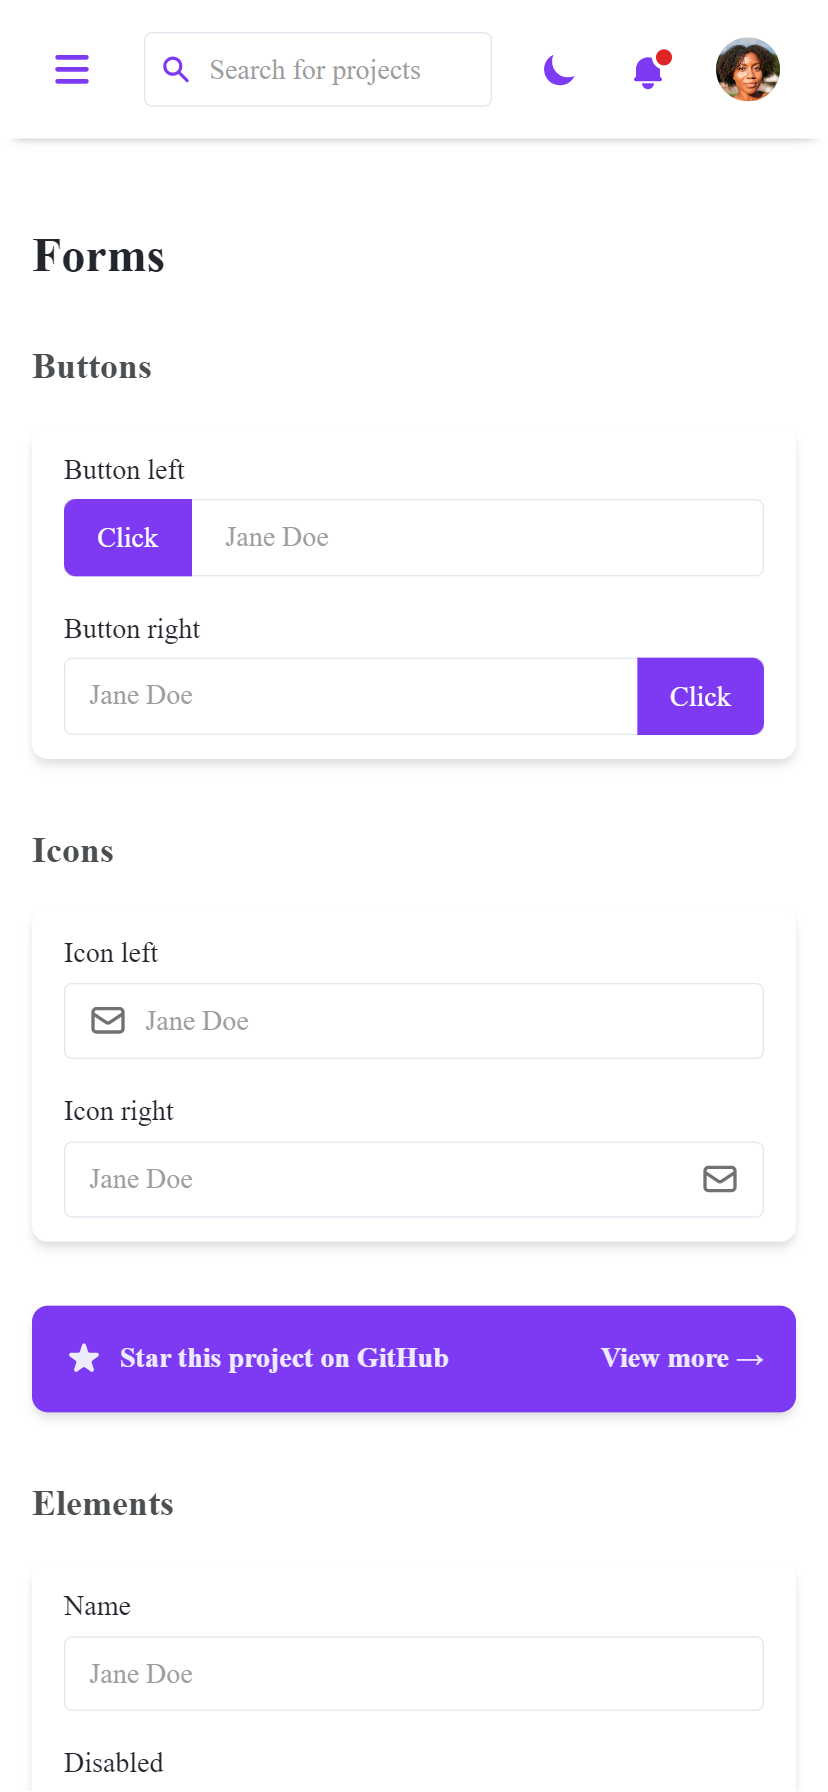 Search for projects
Forms
Buttons
Button left
Click
Jane Doe
Button right
Jane Doe
Click
Icons
Icon left
Jane Doe
Icon right
Jane Doe
Star this project on GitHub
View more →
Elements
Name
Jane Doe
Disabled